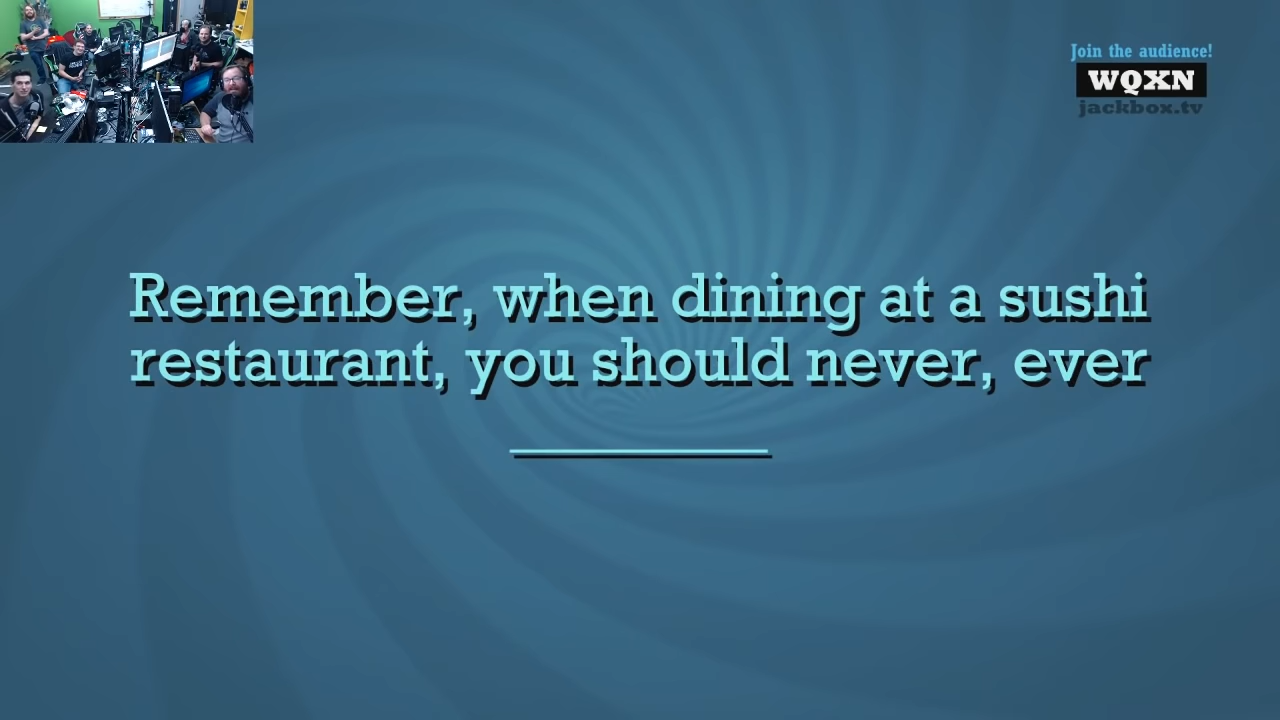 Join the audience!
WQXN
jackbox.tv
Remember, when dining at a sushi
restaurant, you should never, ever